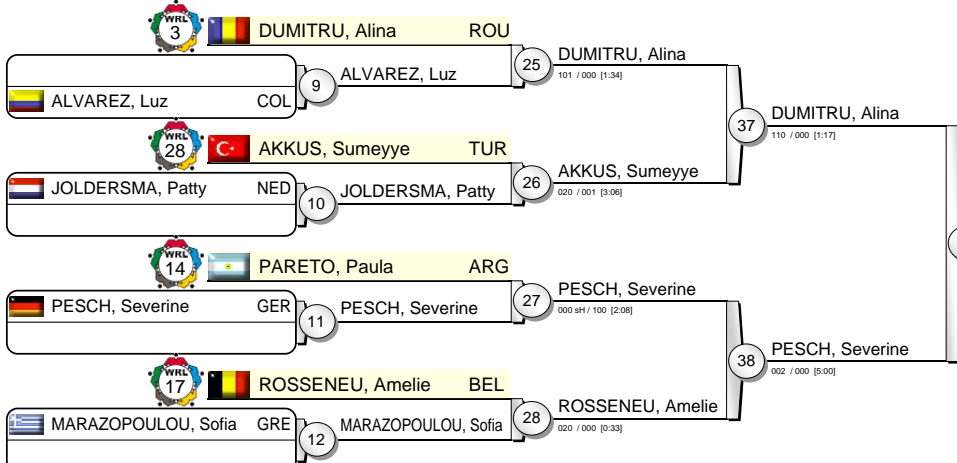 WRL
3
DUMITRU, Alina ROU
ALVAREZ, Luz COL
9
ALVAREZ, Luz
25
DUMITRU, Alina
101 / 000 [1:34]
WRL
28
AKKUS, Sumeyye TUR
JOLDERSMA, Patty NED
10
JOLDERSMA, Patty
26
AKKUS, Sumeyye
020 / 001 [3:06]
37
DUMITRU, Alina
110 / 000 [1:17]
WRL
14
PARETO, Paula ARG
PESCH, Severine GER
11
PESCH, Severine
27
PESCH, Severine
000 sH / 100 [2:08]
WRL
17
ROSSENEU, Amelie BEL
MARAZOPOULOU, Sofia GRE
12
MARAZOPOULOU, Sofia
28
ROSSENEU, Amelie
020 / 000 [0:33]
38
PESCH, Severine
002 / 000 [5:00]